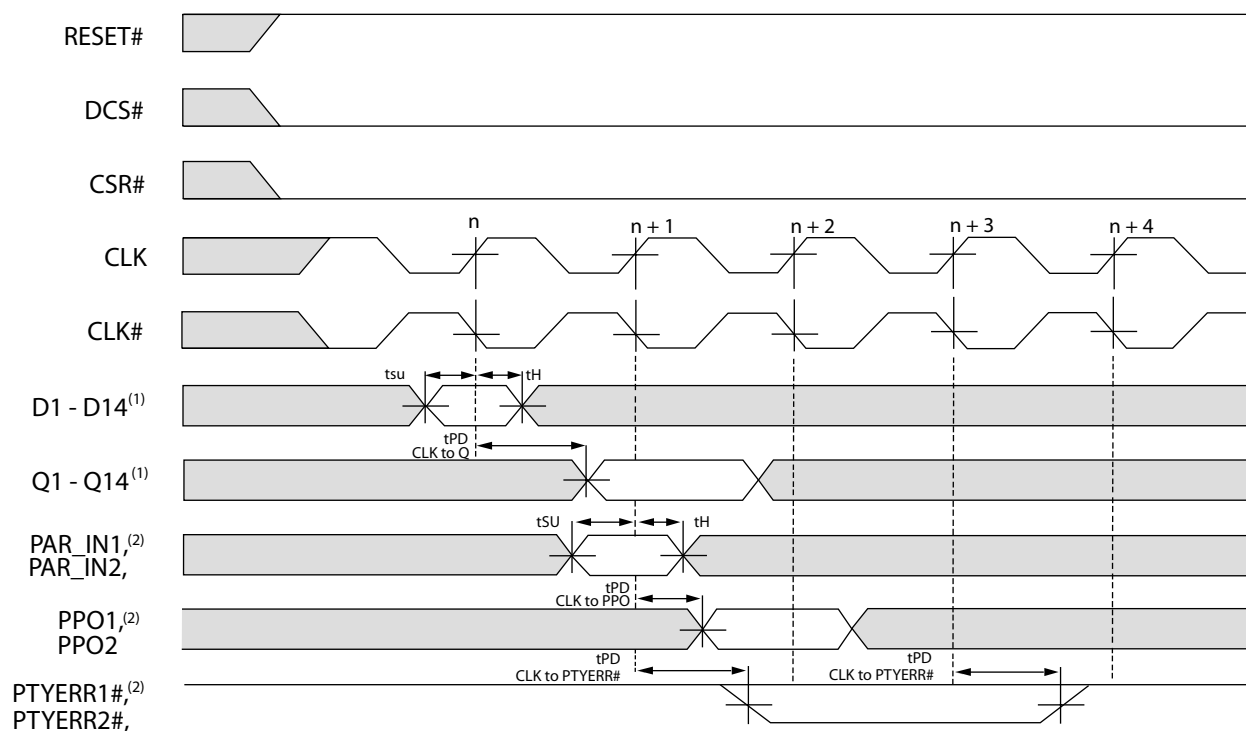 RESET#
DCS#
CSR#
n
n + 1
n + 2
n + 3
n + 4
CLK
CLK#
tsu
tH
D1 - D14(1)
tPD
CLK to Q
Q1 - Q14(1)
tSU
tH
PAR_IN1,(2)
PAR_IN2,
tPD
CLK to PPO
PPO1,(2)
PPO2
tPD
CLK to PTYERR#
tPD
CLK to PTYERR#
PTYERR1#,(2)
PTYERR2#,